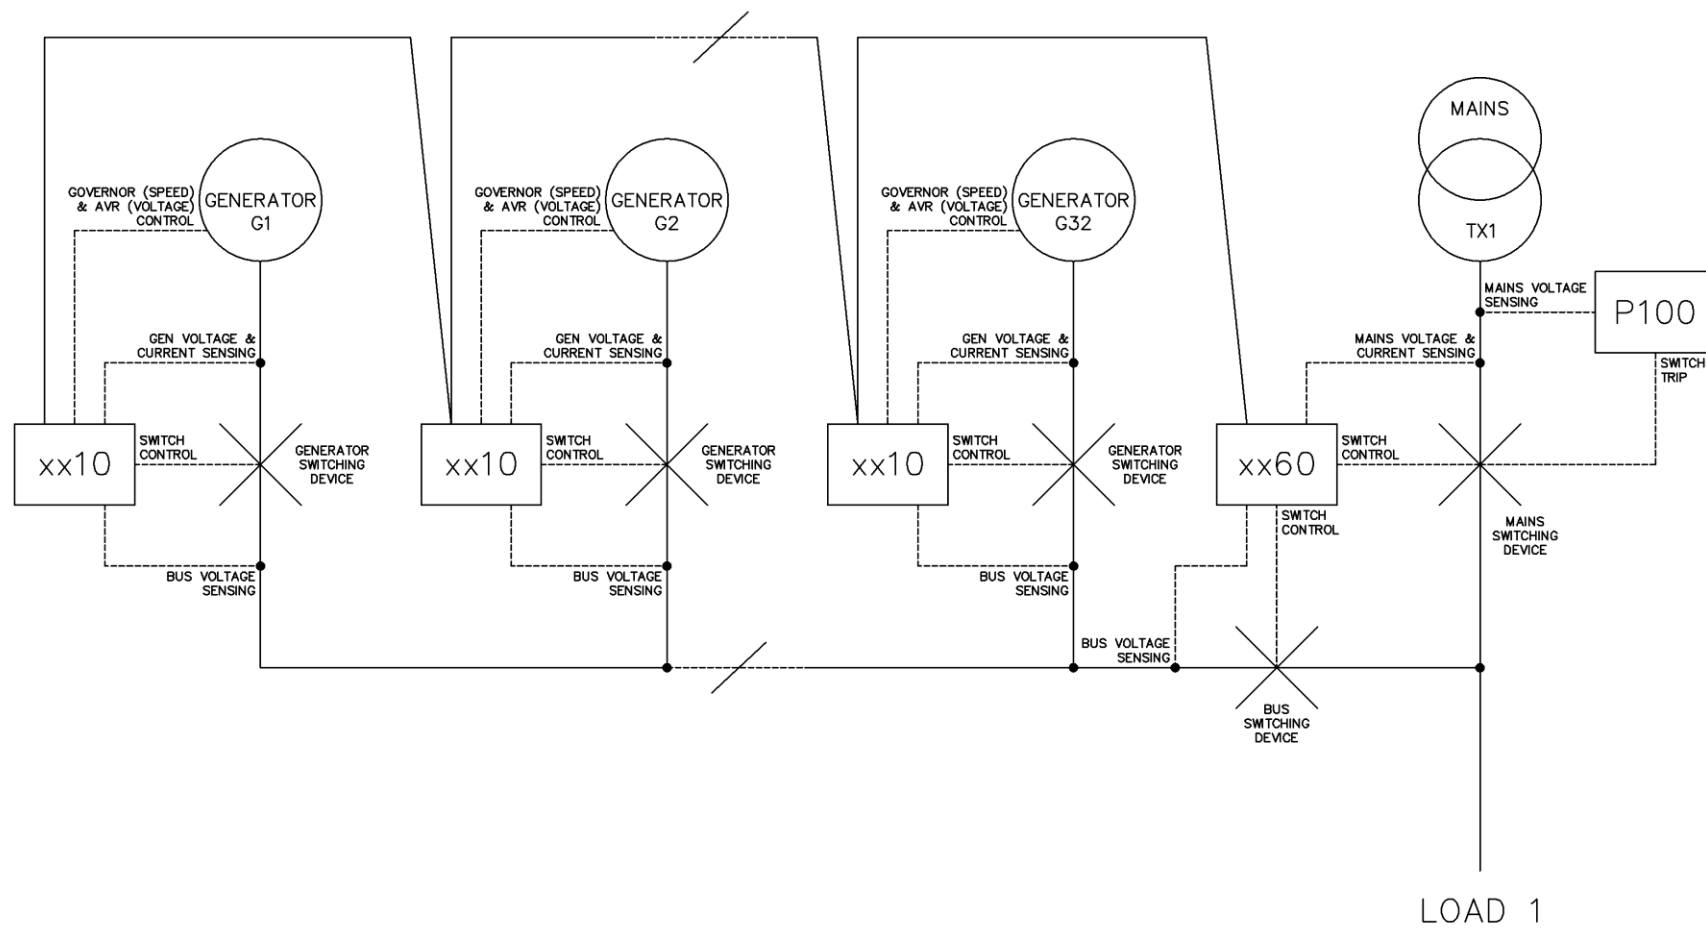 MAINS
TX1
GENERATOR
G1
GENERATOR
G2
GENERATOR
G32
GOVERNOR (SPEED)
& AVR (VOLTAGE)
CONTROL
GOVERNOR (SPEED)
& AVR (VOLTAGE)
CONTROL
GOVERNOR (SPEED)
& AVR (VOLTAGE)
CONTROL
MAINS VOLTAGE
SENSING
P100
SWITCH
TRIP
GEN VOLTAGE &
CURRENT SENSING
GEN VOLTAGE &
CURRENT SENSING
GEN VOLTAGE &
CURRENT SENSING
MAINS VOLTAGE &
CURRENT SENSING
xx10
SWITCH
CONTROL
GENERATOR
SWITCHING
DEVICE
xx10
SWITCH
CONTROL
GENERATOR
SWITCHING
DEVICE
xx10
SWITCH
CONTROL
GENERATOR
SWITCHING
DEVICE
xx60
SWITCH
CONTROL
SWITCH
CONTROL
MAINS
SWITCHING
DEVICE
BUS VOLTAGE
SENSING
BUS VOLTAGE
SENSING
BUS VOLTAGE
SENSING
BUS VOLTAGE
SENSING
BUS
SWITCHING
DEVICE
LOAD 1